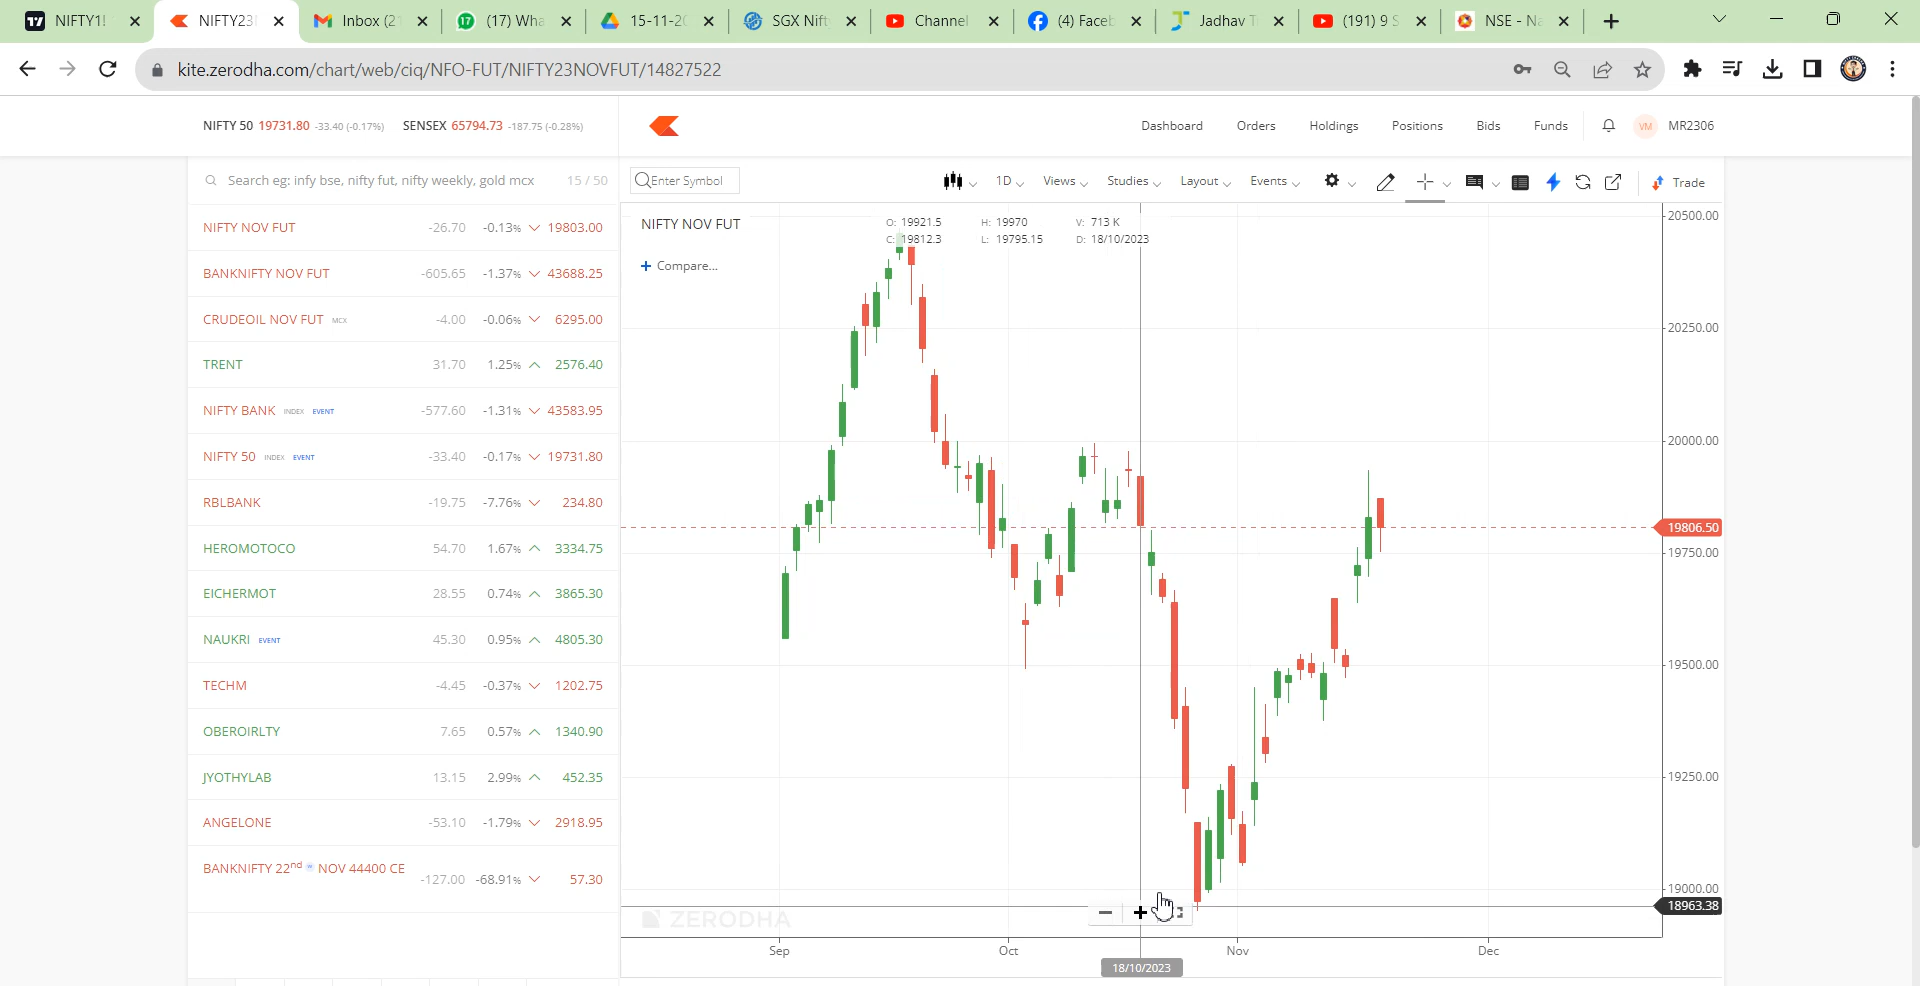 NIFTY1!
NIFTY23
Inbox (2
(17) Wha
15-11-20
SGX Nift
Channel
(4) Faceb
Jadhav T
(191) 9 S
NSE - Na
kite.zerodha.com/chart/web/ciq/NFO-FUT/NIFTY23NOVFUT/14827522
NIFTY 50 19731.80 -33.40 (-0.17%) SENSEX 65794.73 -187.75 (-0.28%)
Dashboard Orders Holdings Positions Bids Funds VM MR2306
Search eg: infy bse, nifty fut, nifty weekly, gold mcx 15 / 50
Enter Symbol 1D Views Studies Layout Events Trade
NIFTY NOV FUT -26.70 -0.13% 19803.00
BANKNIFTY NOV FUT -605.65 -1.37% 43688.25
CRUDEOIL NOV FUT MCX -4.00 -0.06% 6295.00
TRENT 31.70 1.25% 2576.40
NIFTY BANK INDEX EVENT -577.60 -1.31% 43583.95
NIFTY 50 INDEX EVENT -33.40 -0.17% 19731.80
RBLBANK -19.75 -7.76% 234.80
HEROMOTOCO 54.70 1.67% 3334.75
EICHERMOT 28.55 0.74% 3865.30
NAUKRI EVENT 45.30 0.95% 4805.30
TECHM -4.45 -0.37% 1202.75
OBEROIRLTY 7.65 0.57% 1340.90
JYOTHYLAB 13.15 2.99% 452.35
ANGELONE -53.10 -1.79% 2918.95
BANKNIFTY 22nd w NOV 44400 CE -127.00 -68.91% 57.30
NIFTY NOV FUT
O: 19921.5 H: 19970 V: 713 K
C: 19812.3 L: 19795.15 D: 18/10/2023
+ Compare...
20500.00
20250.00
20000.00
19806.50
19750.00
19500.00
19250.00
19000.00
18963.38
ZERODHA
Sep Oct Nov Dec
18/10/2023